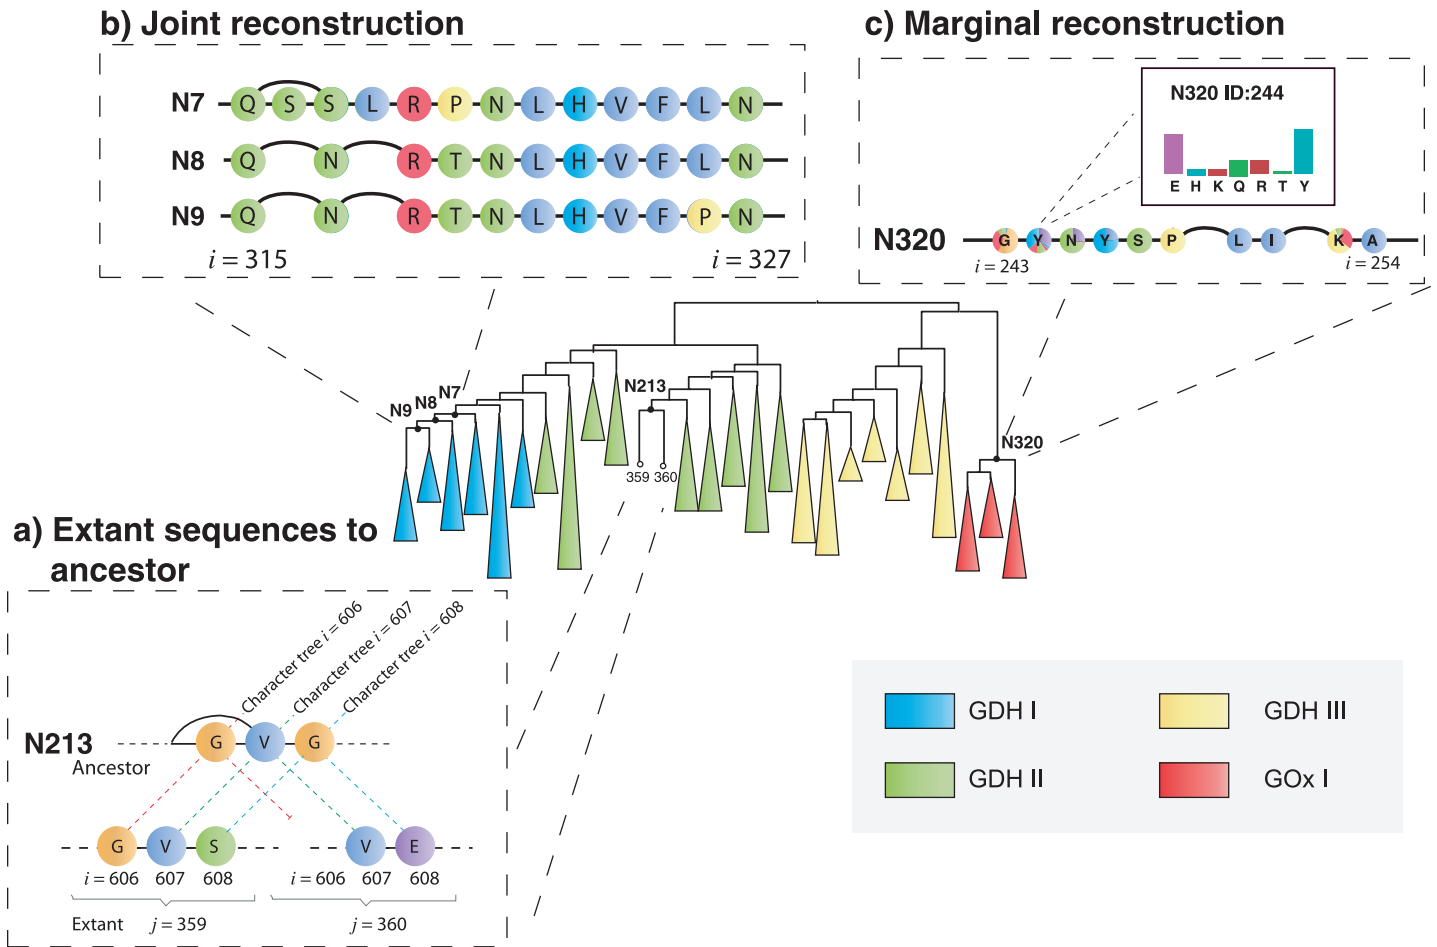 b) Joint reconstruction
N7 Q S S L R P N L H V F L N
N8 Q N R T N L H V F L N
N9 Q N R T N L H V F P N
i = 315 i = 327
c) Marginal reconstruction
N320 ID:244
E H K Q R T Y
N320 G Y N Y S P L I K A
i = 243 i = 254
N9 N8 N7
N213
359 360
N320
a) Extant sequences to
ancestor
Character tree i = 606
Character tree i = 607
Character tree i = 608
N213 G V G
Ancestor
G V S V E
i = 606 607 608 i = 606 607 608
Extant j = 359 j = 360
GDH I
GDH II
GDH III
GOx I